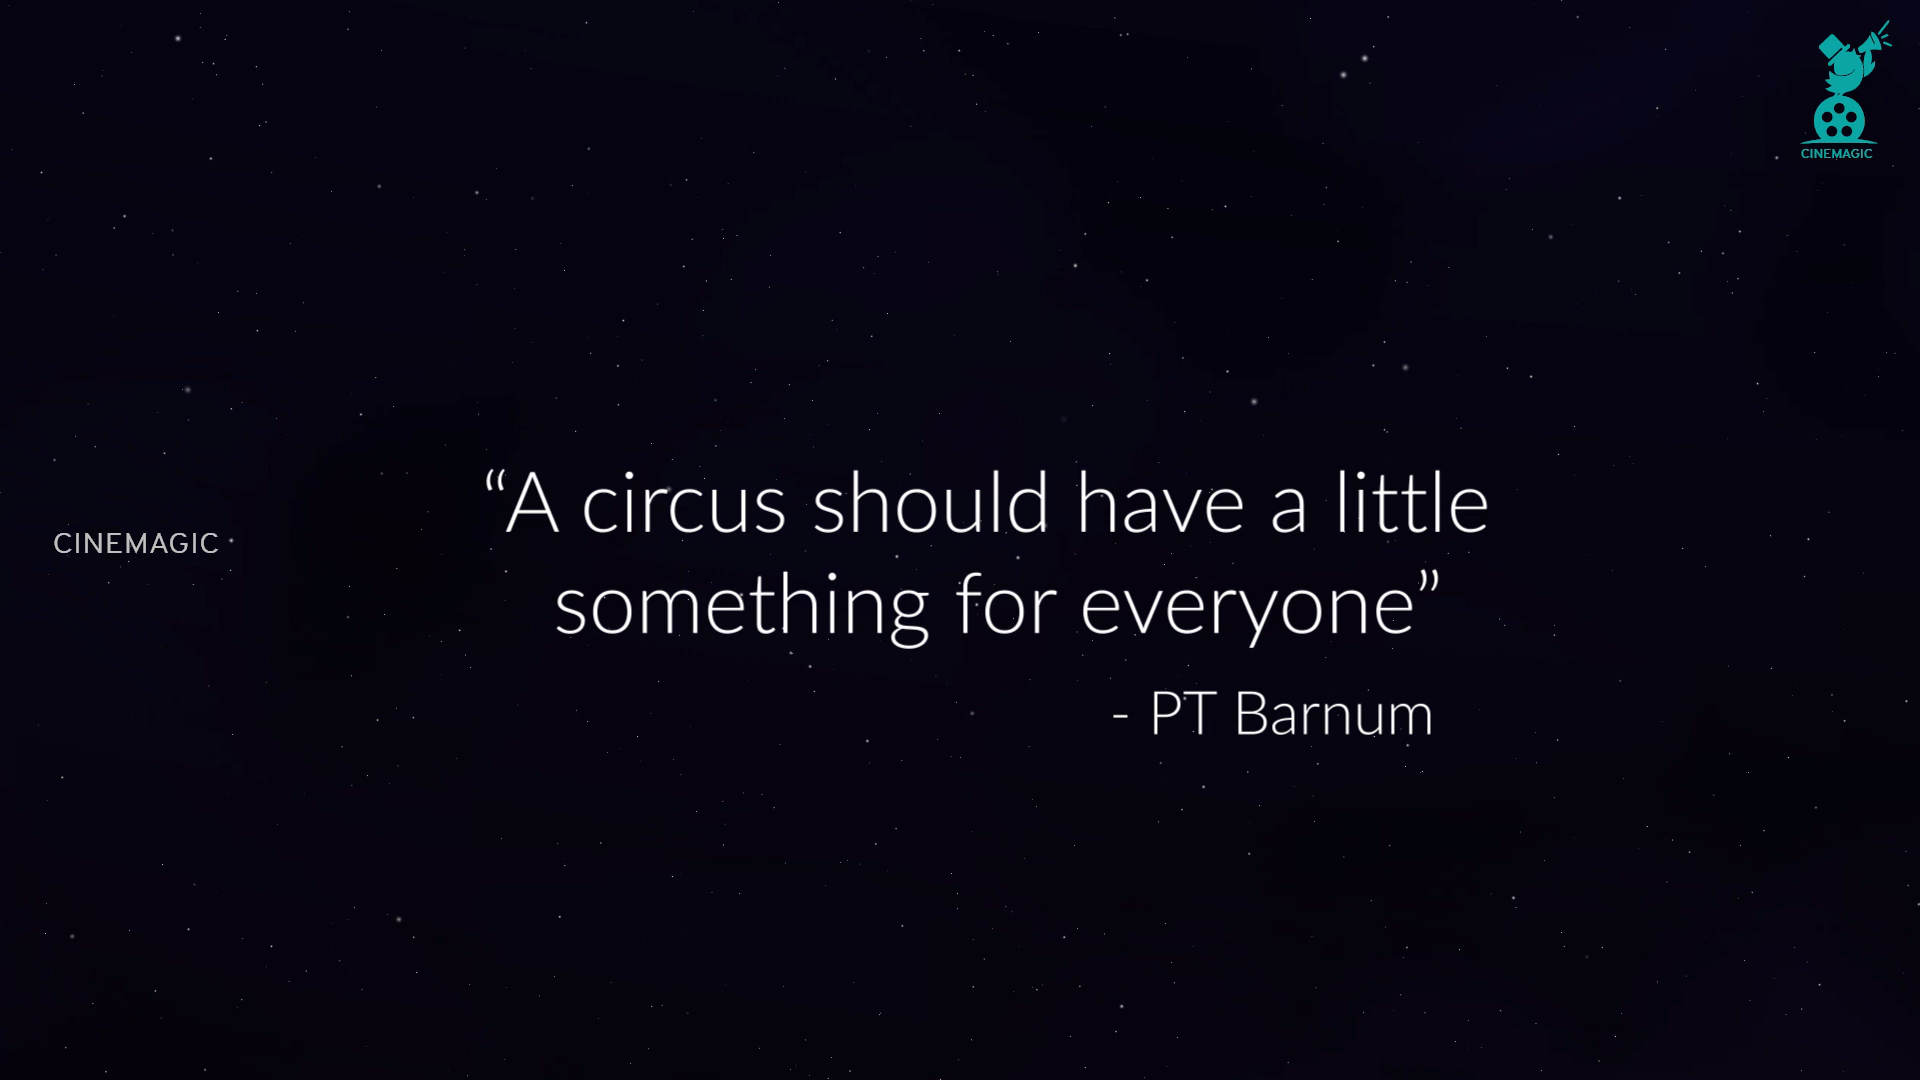 CINEMAGIC
CINEMAGIC
“A circus should have a little
something for everyone”
- PT Barnum